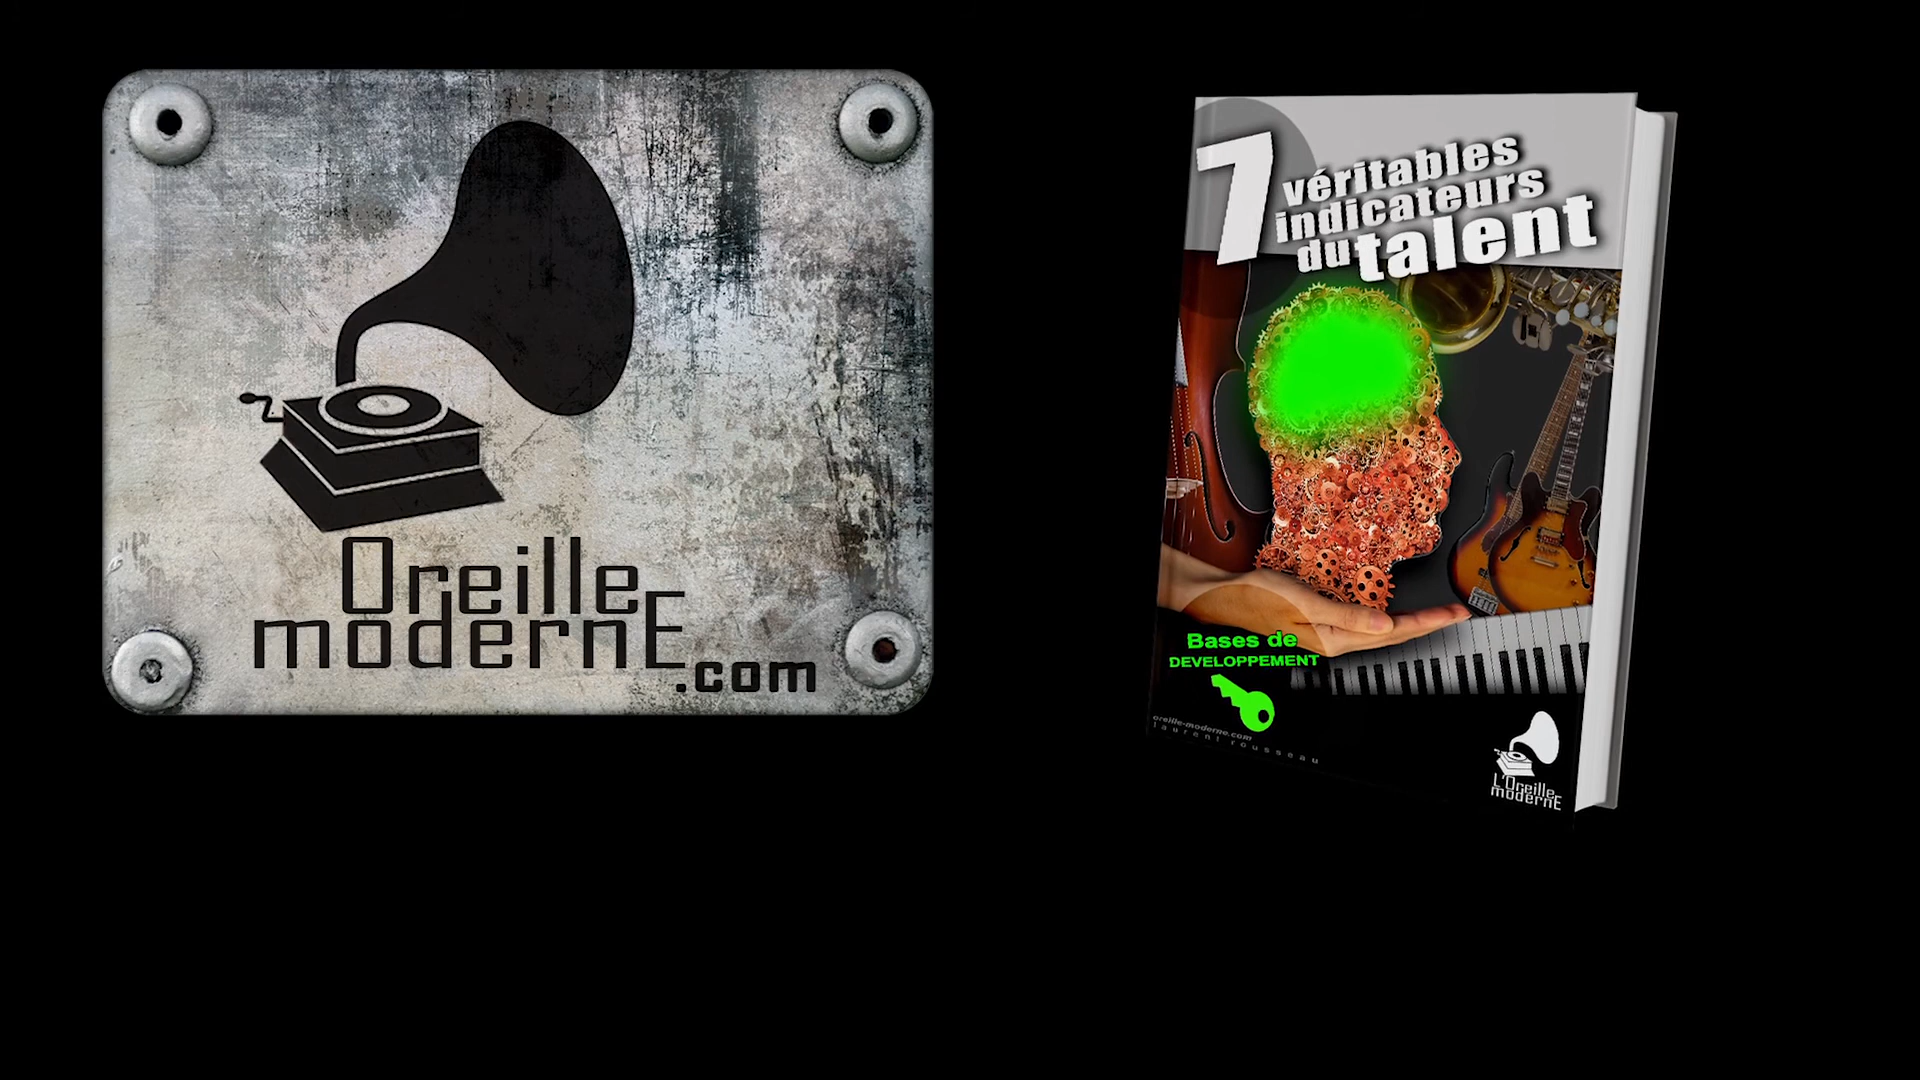 Oreille
modernE
.com
7 véritables
indicateurs
du talent
Bases de
DEVELOPPEMENT
oreille-moderne.com
laurent rousseau
L'Oreille
modernE